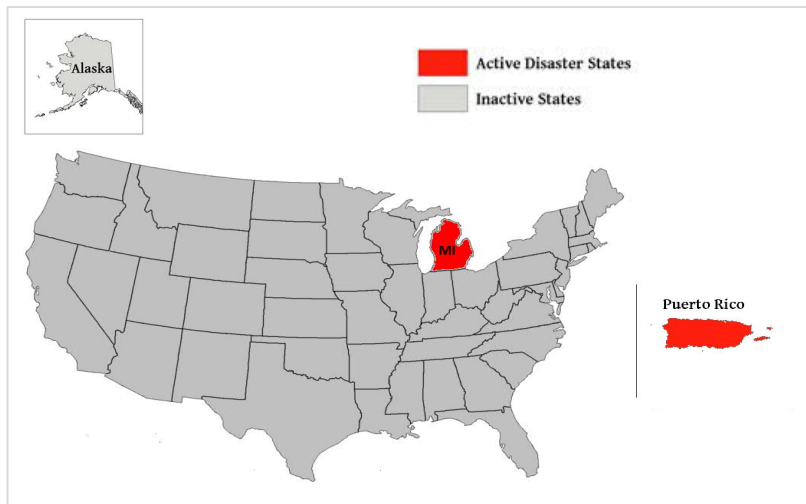 Alaska
Active Disaster States
Inactive States
MI
Puerto Rico